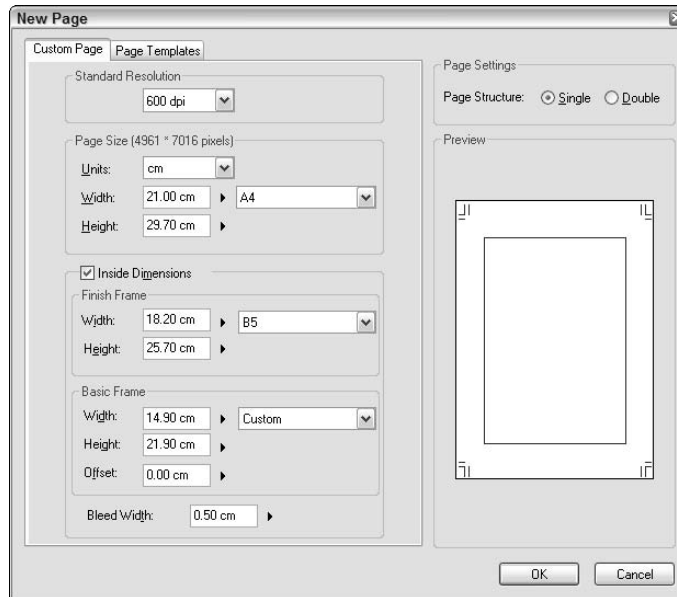 New Page
Custom Page
Page Templates
Standard Resolution
600 dpi
Page Size (4961 * 7016 pixels)
Units: cm
Width: 21.00 cm A4
Height: 29.70 cm
Inside Dimensions
Finish Frame
Width: 18.20 cm B5
Height: 25.70 cm
Basic Frame
Width: 14.90 cm Custom
Height: 21.90 cm
Offset: 0.00 cm
Bleed Width: 0.50 cm
Page Settings
Page Structure: Single Double
Preview
OK Cancel